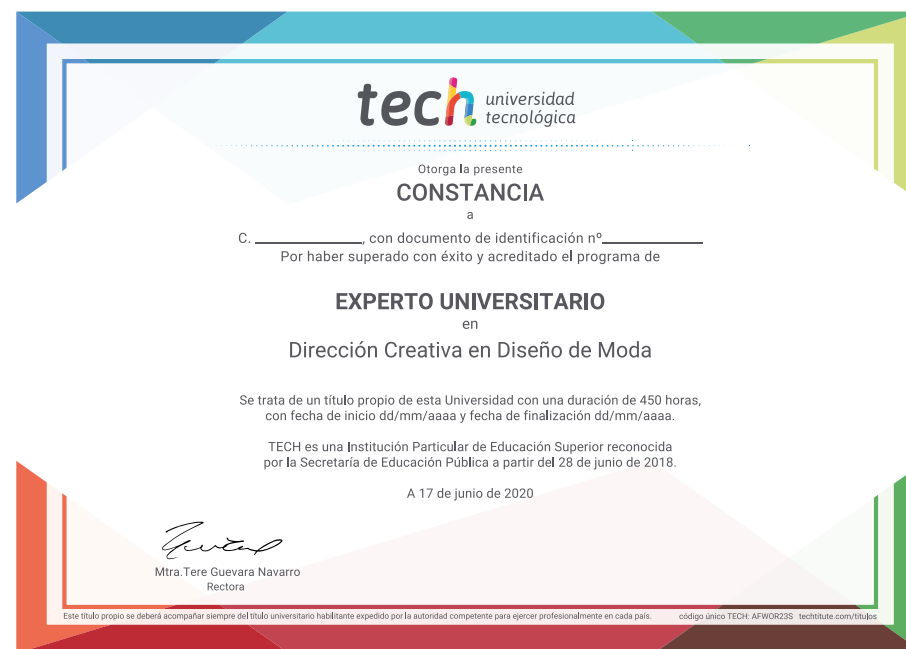 tech universidad
tecnológica
Otorga la presente
CONSTANCIA
a
C. ____________, con documento de identificación nº____________
Por haber superado con éxito y acreditado el programa de
EXPERTO UNIVERSITARIO
en
Dirección Creativa en Diseño de Moda
Se trata de un título propio de esta Universidad con una duración de 450 horas,
con fecha de inicio dd/mm/aaaa y fecha de finalización dd/mm/aaaa.
TECH es una Institución Particular de Educación Superior reconocida
por la Secretaría de Educación Pública a partir del 28 de junio de 2018.
A 17 de junio de 2020
Mtra.Tere Guevara Navarro
Rectora
Este título propio se deberá acompañar siempre del título universitario habilitante expedido por la autoridad competente para ejercer profesionalmente en cada país. código único TECH: AFWOR23S techtitute.com/titulos